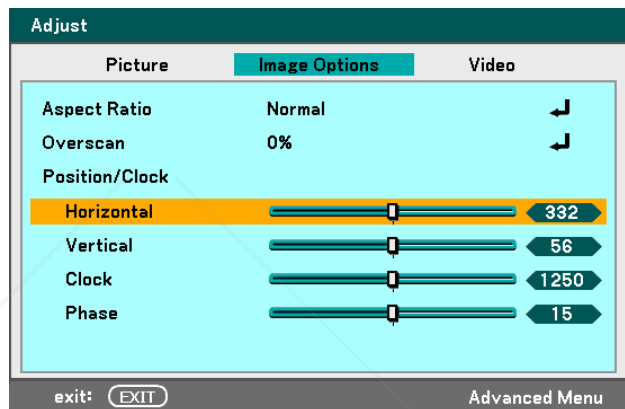 Adjust
Picture Image Options Video
Aspect Ratio Normal
Overscan 0%
Position/Clock
Horizontal 332
Vertical 56
Clock 1250
Phase 15
exit: EXIT Advanced Menu